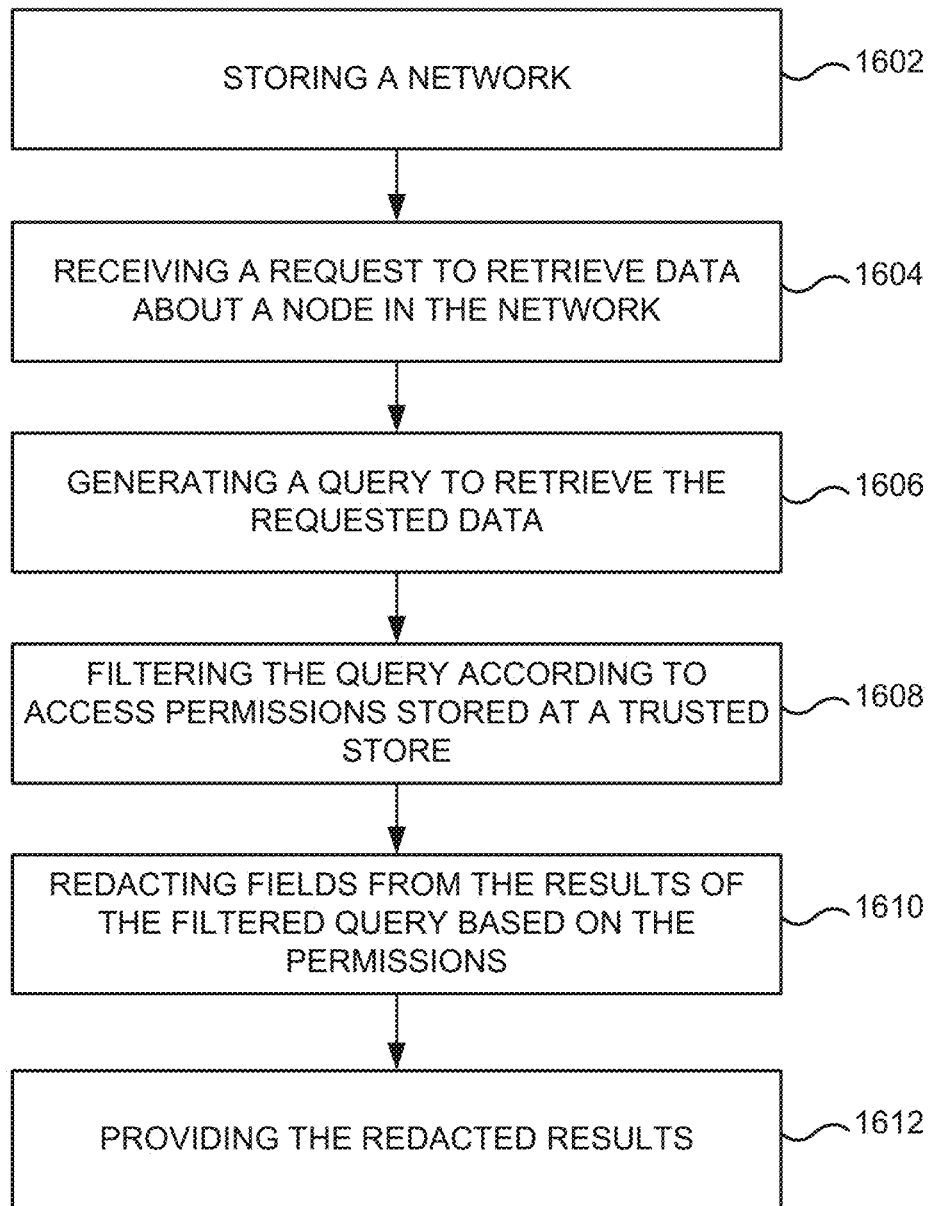 STORING A NETWORK
1602
RECEIVING A REQUEST TO RETRIEVE DATA
ABOUT A NODE IN THE NETWORK
1604
GENERATING A QUERY TO RETRIEVE THE
REQUESTED DATA
1606
FILTERING THE QUERY ACCORDING TO
ACCESS PERMISSIONS STORED AT A TRUSTED
STORE
1608
REDACTING FIELDS FROM THE RESULTS OF
THE FILTERED QUERY BASED ON THE
PERMISSIONS
1610
PROVIDING THE REDACTED RESULTS
1612